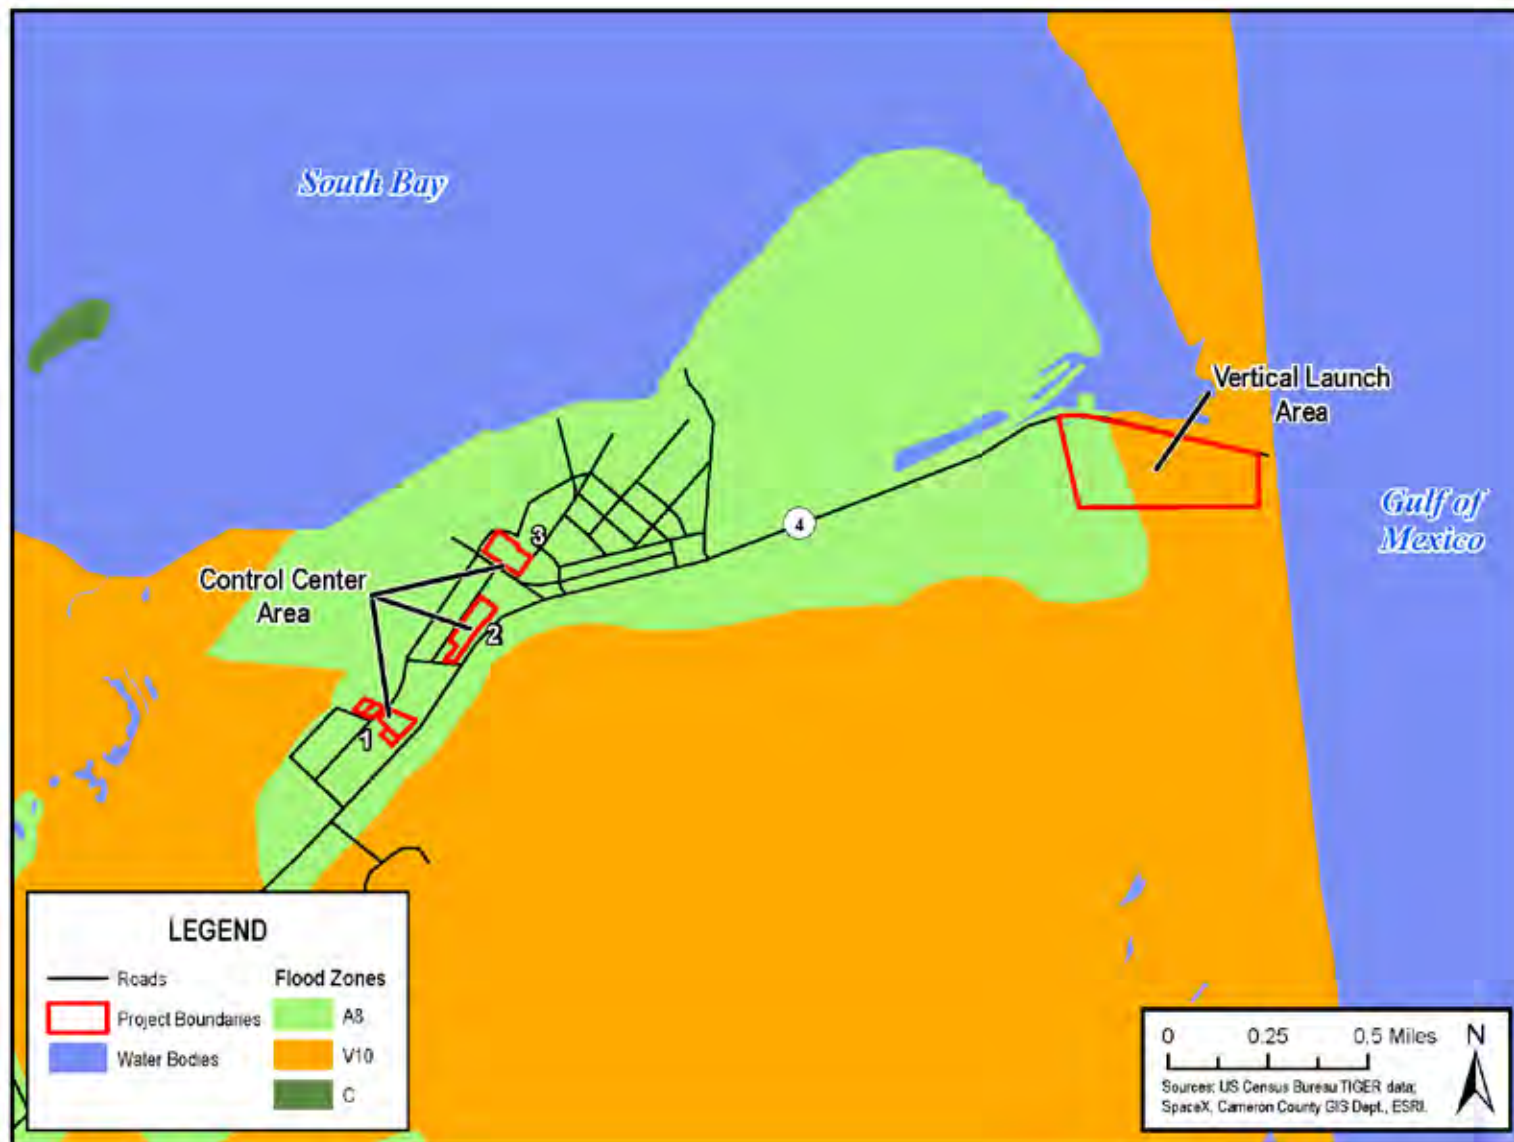 South Bay
Vertical Launch
Area
Gulf of
Mexico
4
3
Control Center
Area
2
1
LEGEND
Roads
Project Boundaries
Water Bodies
Flood Zones
A8
V10
C
0 0.25 0.5 Miles
N
Sources: US Census Bureau TIGER data;
SpaceX, Cameron County GIS Dept., ESRI.